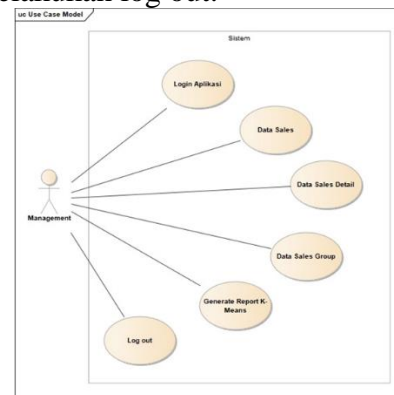 uc Use Case Model
Sistem
Login Aplikasi
Data Sales
Data Sales Detail
Management
Data Sales Group
Generate Report K-
Means
Log out